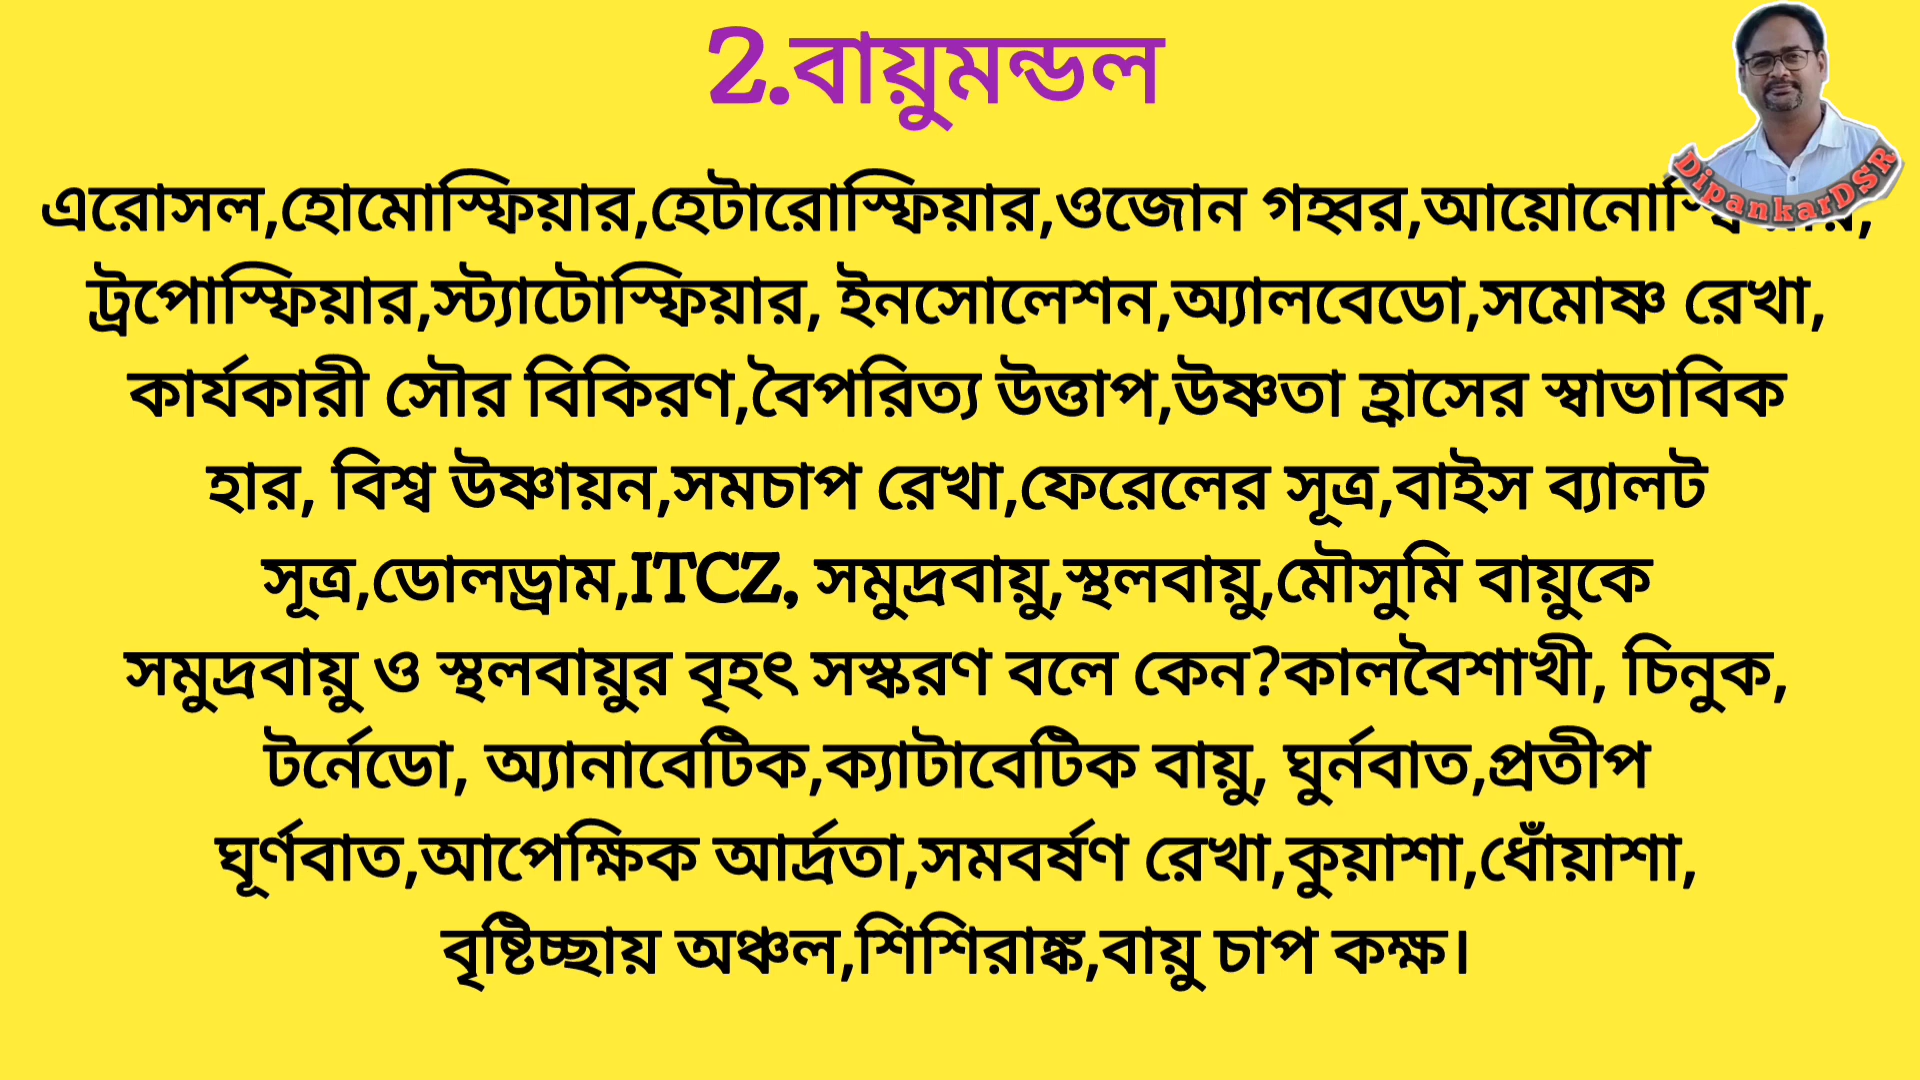 2.বায়ুমন্ডল
DipankarDSR
এরোসল,হোমোস্ফিয়ার,হেটারোস্ফিয়ার,ওজোন গহ্বর,
ট্রপোস্ফিয়ার,স্ট্যাটোস্ফিয়ার, ইনসোলেশন,অ্যালবেডো,সমোষ্ণ রেখা,
কার্যকারী সৌর বিকিরণ,বৈপরিত্য উত্তাপ,উষ্ণতা হ্রাসের স্বাভাবিক
হার, বিশ্ব উষ্ণায়ন,সমচাপ রেখা,ফেরেলের সূত্র,বাইস ব্যালট
সূত্র,ডোলড্রাম,ITCZ, সমুদ্রবায়ু,স্থলবায়ু,মৌসুমি বায়ুকে
সমুদ্রবায়ু ও স্থলবায়ুর বৃহৎ সস্করণ বলে কেন?কালবৈশাখী, চিনুক,
টর্নেডো, অ্যানাবেটিক,ক্যাটাবেটিক বায়ু, ঘুর্নবাত,প্রতীপ
ঘূর্ণবাত,আপেক্ষিক আর্দ্রতা,সমবর্ষণ রেখা,কুয়াশা,ধোঁয়াশা,
বৃষ্টিচ্ছায় অঞ্চল,শিশিরাঙ্ক,বায়ু চাপ কক্ষ।